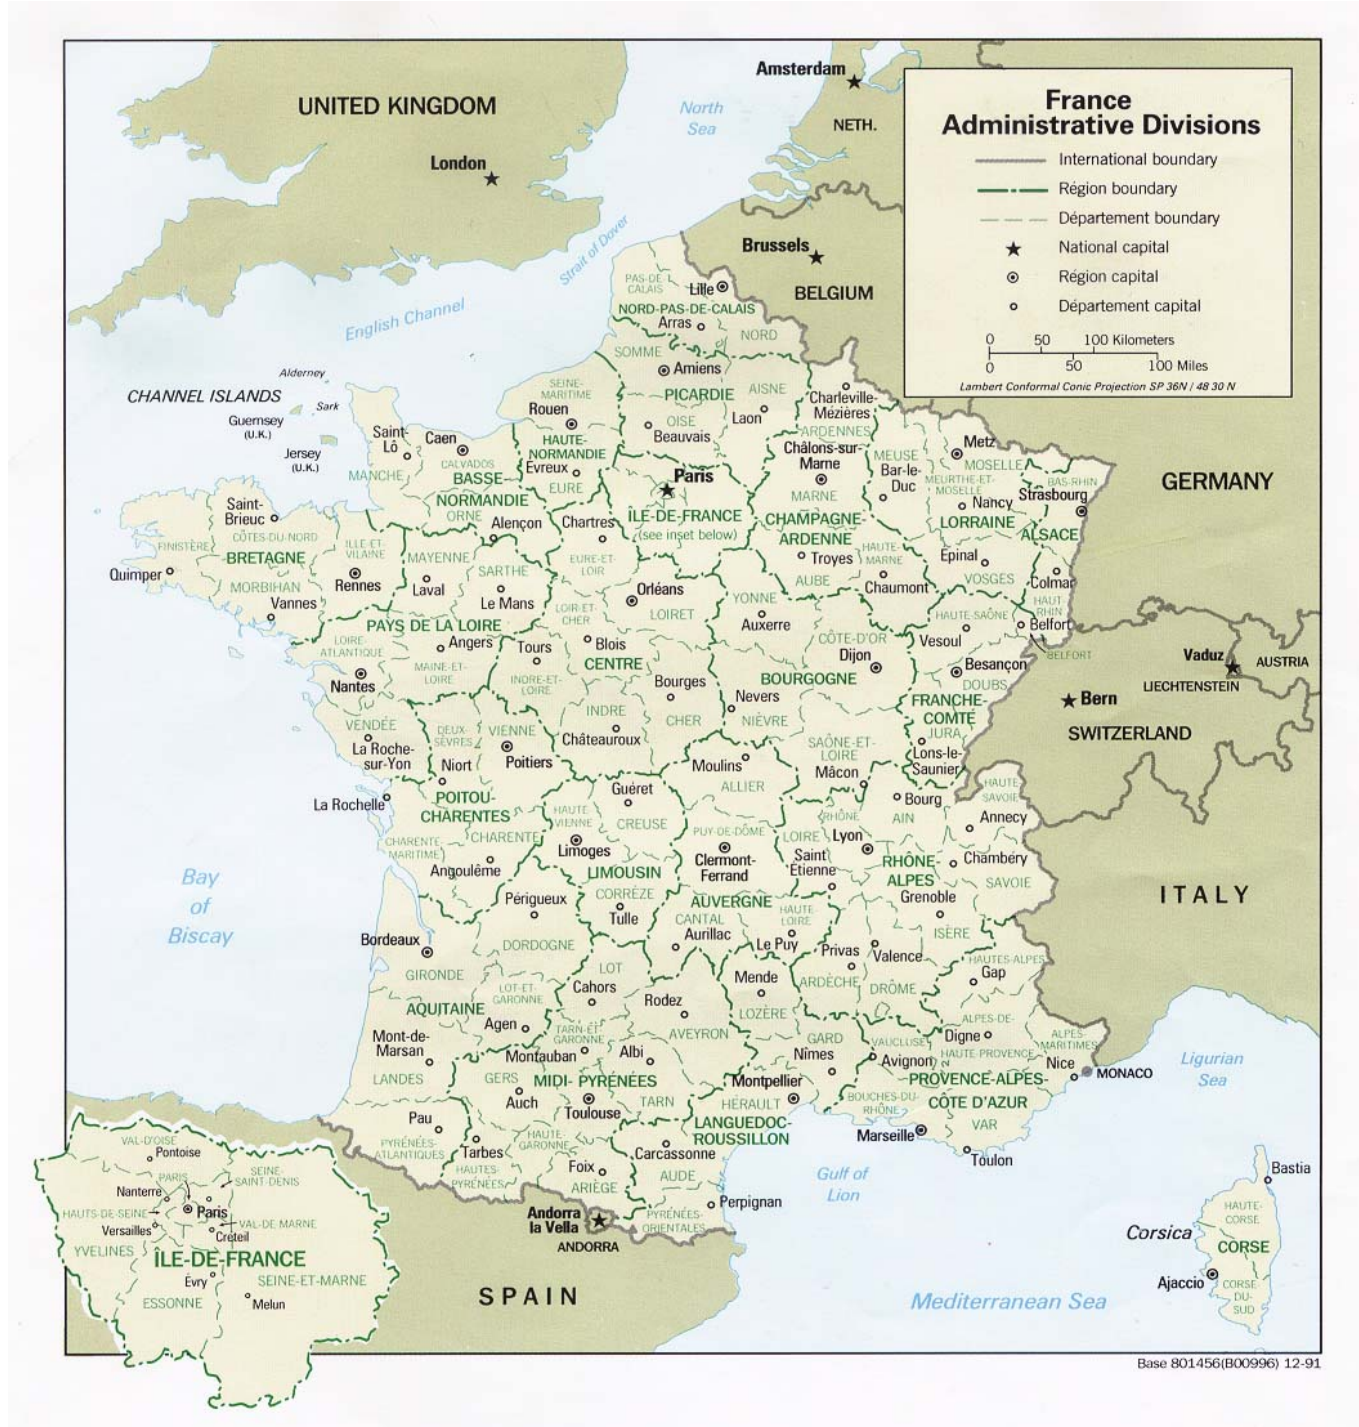 France
Administrative Divisions
International boundary
Région boundary
Département boundary
National capital
Région capital
Département capital
0 50 100 Kilometers
0 50 100 Miles
Lambert Conformal Conic Projection SP 36N / 48 30 N
UNITED KINGDOM
London
Amsterdam
North
Sea
NETH.
Brussels
BELGIUM
Strait of Dover
English Channel
GERMANY
Alderney
CHANNEL ISLANDS
Sark
Guernsey
(U.K.)
Jersey
(U.K.)
PAS-DE-
CALAIS
Lille
NORD-PAS-DE-CALAIS
Arras
NORD
SOMME
Amiens
PICARDIE
AISNE
OISE
Laon
Beauvais
SEINE-
MARITIME
Rouen
HAUTE-
NORMANDIE
Évreux
EURE
Charleville-
Mézières
ARDENNES
Châlons-sur-
Marne
MARNE
CHAMPAGNE-
ARDENNE
Troyes
HAUTE-
MARNE
AUBE
Chaumont
MEUSE
Bar-le-
Duc
Metz
MOSELLE
MEURTHE-ET-
MOSELLE
Nancy
LORRAINE
Épinal
VOSGES
BAS-RHIN
Strasbourg
ALSACE
Colmar
HAUT
RHIN
Belfort
BELFORT
Saint-
Lô
Caen
CALVADOS
MANCHE
BASSE
NORMANDIE
ORNE
Alençon
Paris
ÎLE-DE-FRANCE
(see inset below)
Chartres
EURE-ET-
LOIR
Orléans
LOIR-ET-
CHER
LOIRET
Blois
CENTRE
Tours
INDRE-ET-
LOIRE
Bourges
INDRE
CHER
Châteauroux
Saint-
Brieuc
CÔTES-DU-NORD
FINISTÈRE
BRETAGNE
ILLE-ET-
VILAINE
Quimper
MORBIHAN
Rennes
Vannes
MAYENNE
SARTHE
Laval
Le Mans
PAYS DE LA LOIRE
LOIRE-
ATLANTIQUE
Angers
MAINE-ET-
LOIRE
Nantes
VENDÉE
La Roche-
sur-Yon
YONNE
Auxerre
CÔTE-D'OR
Dijon
BOURGOGNE
Nevers
NIÈVRE
SAÔNE-ET-
LOIRE
Mâcon
HAUTE-SAÔNE
Vesoul
Besançon
DOUBS
FRANCHE-
COMTÉ
JURA
Lons-le-
Saunier
Vaduz
AUSTRIA
LIECHTENSTEIN
Bern
SWITZERLAND
DEUX-
SÈVRES
VIENNE
Poitiers
Niort
La Rochelle
POITOU-
CHARENTES
CHARENTE
MARITIME
CHARENTE
Angoulême
Guéret
HAUTE
VIENNE
CREUSE
Limoges
LIMOUSIN
CORRÈZE
Tulle
Moulins
ALLIER
PUY-DE-DÔME
Clermont-
Ferrand
AUVERGNE
CANTAL
Aurillac
HAUTE-
LOIRE
Le Puy
Bourg
AIN
HAUTE
SAVOIE
Annecy
RHÔNE
LOIRE
Lyon
Saint
Étienne
RHÔNE-
ALPES
Chambéry
SAVOIE
Grenoble
ISÈRE
Privas
Valence
ARDÈCHE
DRÔME
ITALY
Bay
of
Biscay
Périgueux
DORDOGNE
Bordeaux
GIRONDE
LOT-ET-
GARONNE
AQUITAINE
Agen
Mont-de-
Marsan
LANDES
Pau
PYRÉNÉES-
ATLANTIQUES
LOT
Cahors
Rodez
AVEYRON
TARN-ET
GARONNE
Montauban
Albi
GERS
MIDI- PYRÉNÉES
Auch
Toulouse
TARN
HAUTE-
GARONNE
Tarbes
HAUTES-
PYRÉNÉES
Foix
ARIÈGE
Mende
LOZÈRE
GARD
Nîmes
Montpellier
HÉRAULT
LANGUEDOC-
ROUSSILLON
Carcassonne
AUDE
Perpignan
PYRÉNÉES-
ORIENTALES
HAUTES-ALPES
Gap
ALPES-DE-
HAUTE-PROVENCE
Digne
ALPES-
MARITIMES
VAUCLUSE
Avignon
Nice
MONACO
PROVENCE-ALPES-
CÔTE D'AZUR
BOUCHES-DU-
RHÔNE
VAR
Marseille
Toulon
Ligurian
Sea
Gulf of
Lion
Andorra
la Vella
ANDORRA
SPAIN
Mediterranean Sea
Bastia
HAUTE-
CORSE
Corsica
CORSE
Ajaccio
CORSE
DU-
SUD
VAL-D'OISE
Pontoise
PARIS
SEINE-
SAINT-DENIS
Nanterre
HAUTS-DE-SEINE
Paris
VAL-DE MARNE
Versailles
Créteil
YVELINES
ÎLE-DE-FRANCE
Évry
SEINE-ET-MARNE
ESSONNE
Melun
Base 801456(B00996) 12-91